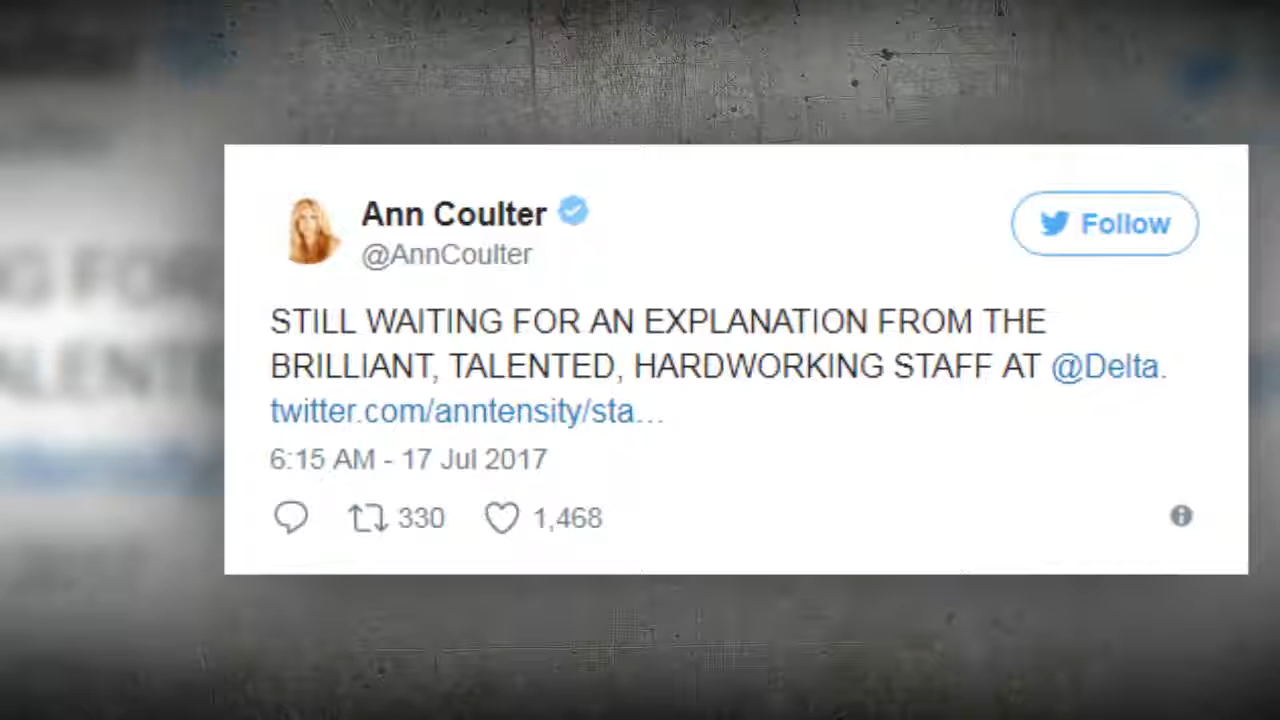 Ann Coulter
@AnnCoulter
Follow
STILL WAITING FOR AN EXPLANATION FROM THE
BRILLIANT, TALENTED, HARDWORKING STAFF AT @Delta.
twitter.com/anntensity/sta…
6:15 AM - 17 Jul 2017
330 1,468